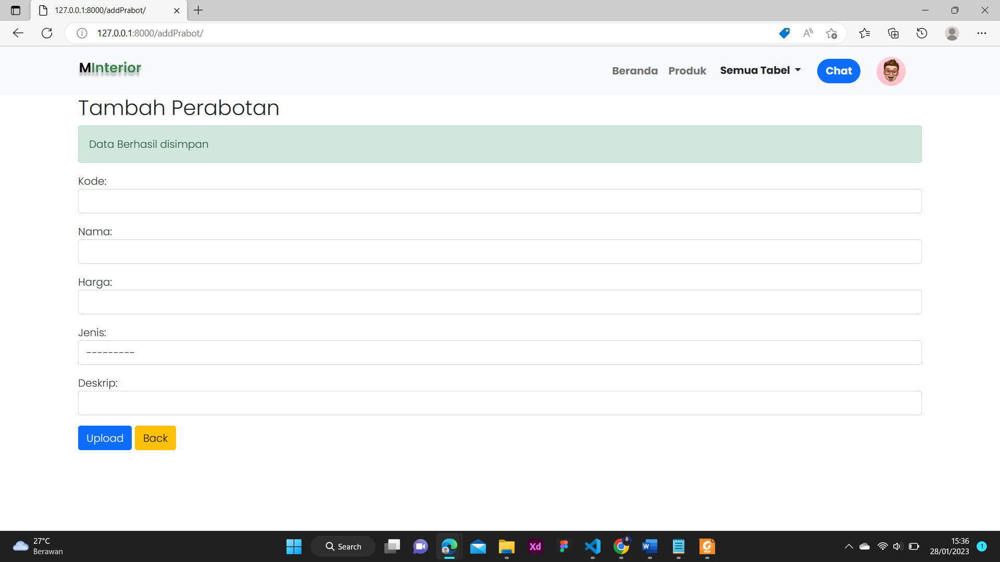 127.0.0.1:8000/addPrabot/
127.0.0.1:8000/addPrabot/
MInterior
Beranda Produk Semua Tabel Chat
Tambah Perabotan
Data Berhasil disimpan
Kode:
Nama:
Harga:
Jenis:
---------
Deskrip:
Upload Back
27°C
Berawan
Search
Xd
W
PDF
15:36
28/01/2023
1